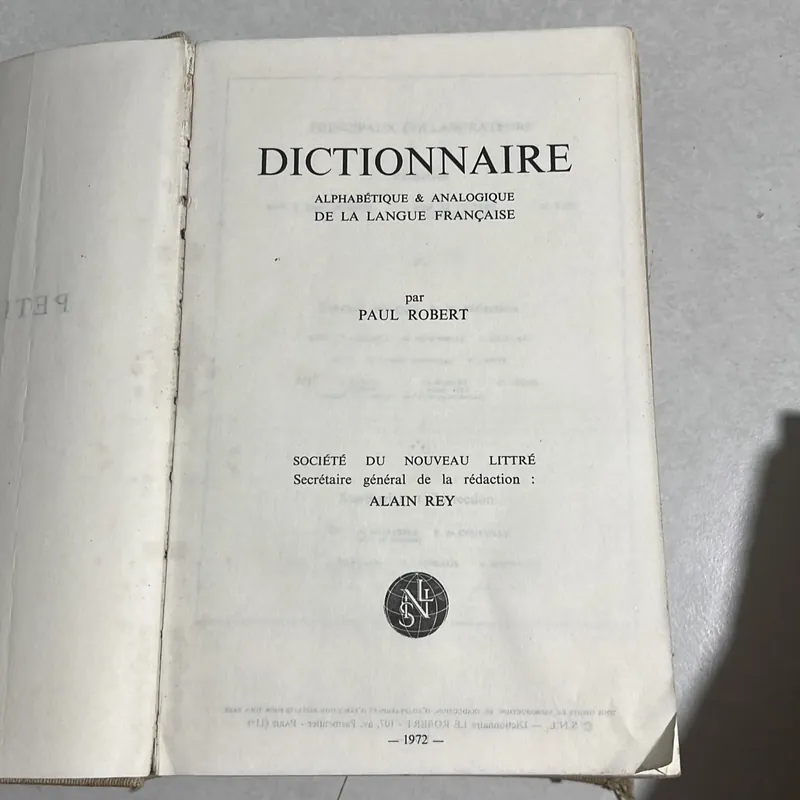 DICTIONNAIRE
ALPHABÉTIQUE & ANALOGIQUE
DE LA LANGUE FRANÇAISE
par
PAUL ROBERT
SOCIÉTÉ DU NOUVEAU LITTRÉ
Secrétaire général de la rédaction :
ALAIN REY
SNL
— 1972 —